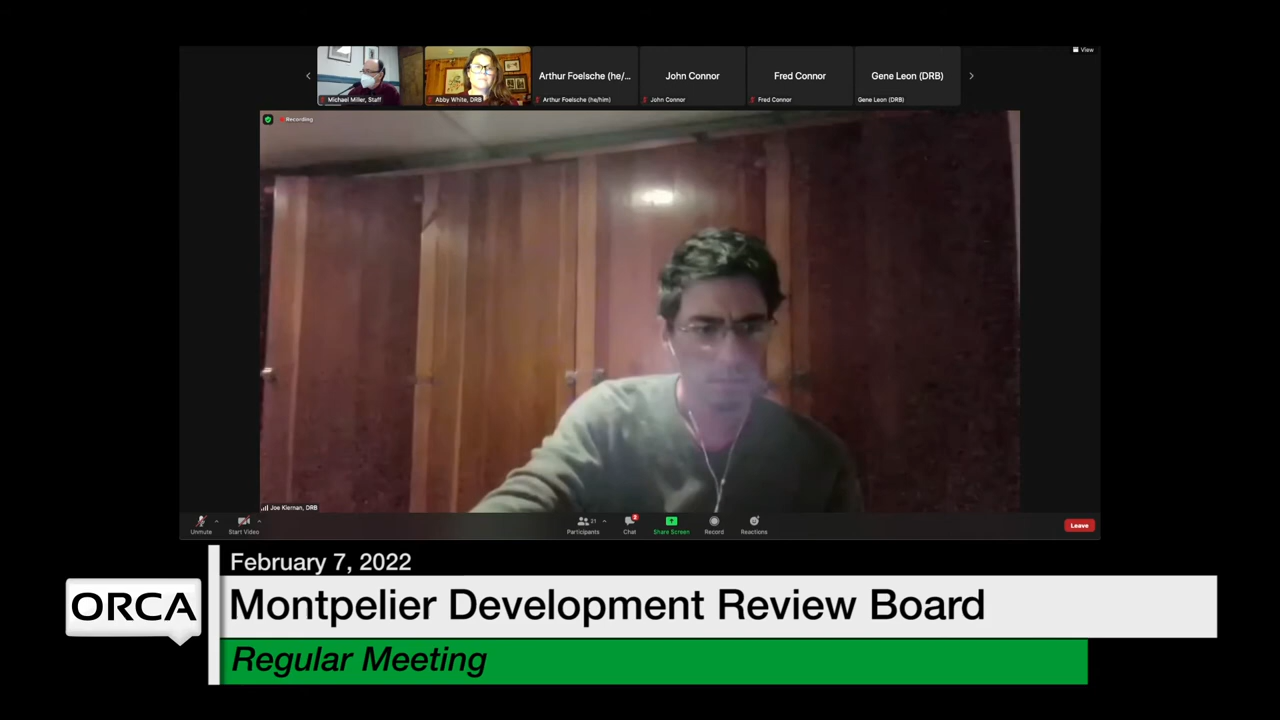 View
Arthur Foelsche (he/...
John Connor
Fred Connor
Gene Leon (DRB)
Michael Miller, Staff
Abby White, DRB
Arthur Foelsche (he/him)
John Connor
Fred Connor
Gene Leon (DRB)
Recording
Joe Kiernan, DRB
Unmute
Start Video
Participants
21
Chat
2
Share Screen
Record
Reactions
Leave
February 7, 2022
ORCA
Montpelier Development Review Board
Regular Meeting